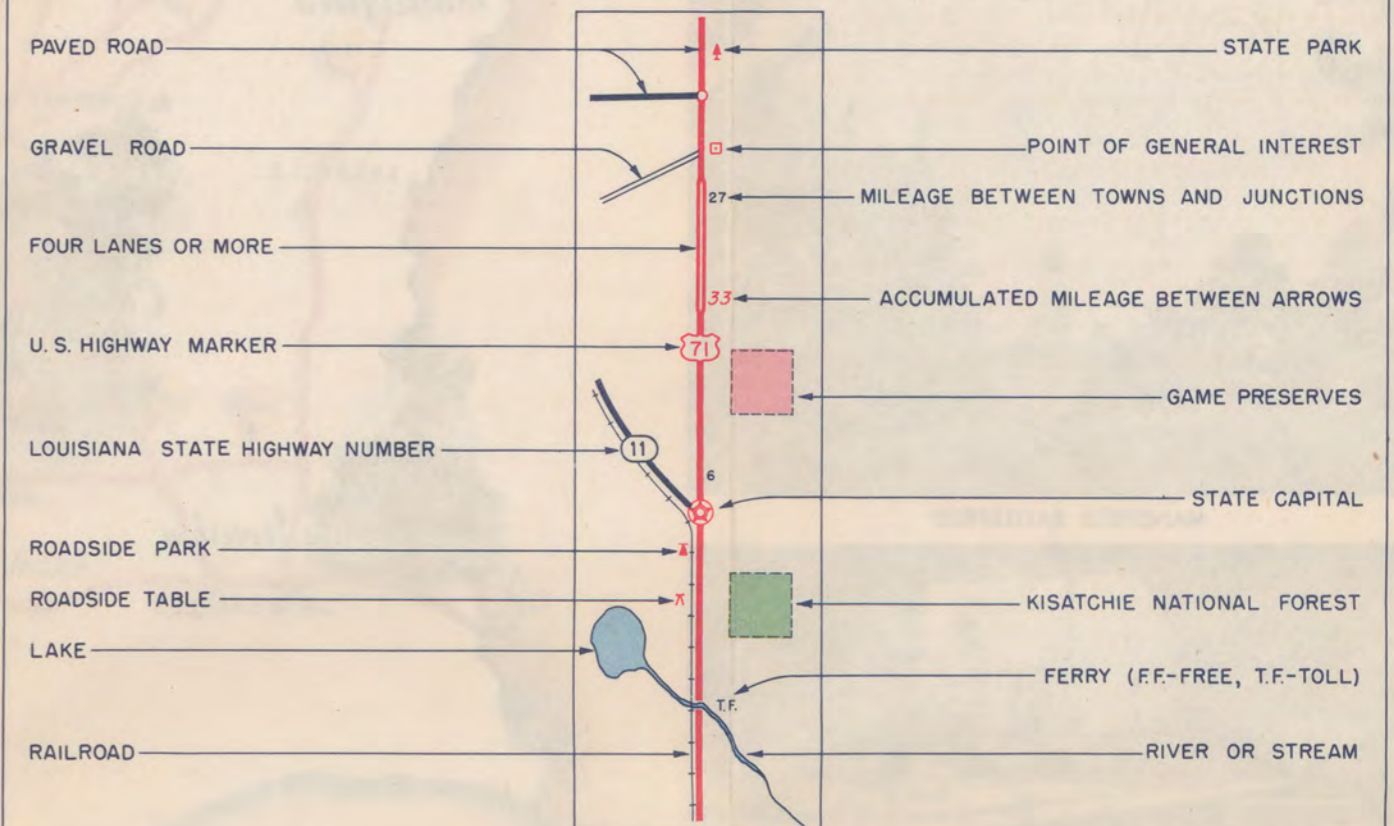 PAVED ROAD
STATE PARK
GRAVEL ROAD
POINT OF GENERAL INTEREST
27
MILEAGE BETWEEN TOWNS AND JUNCTIONS
FOUR LANES OR MORE
33
ACCUMULATED MILEAGE BETWEEN ARROWS
U. S. HIGHWAY MARKER
71
GAME PRESERVES
LOUISIANA STATE HIGHWAY NUMBER
11
6
STATE CAPITAL
ROADSIDE PARK
ROADSIDE TABLE
KISATCHIE NATIONAL FOREST
LAKE
FERRY (F.F.-FREE, T.F.-TOLL)
T.F.
RAILROAD
RIVER OR STREAM